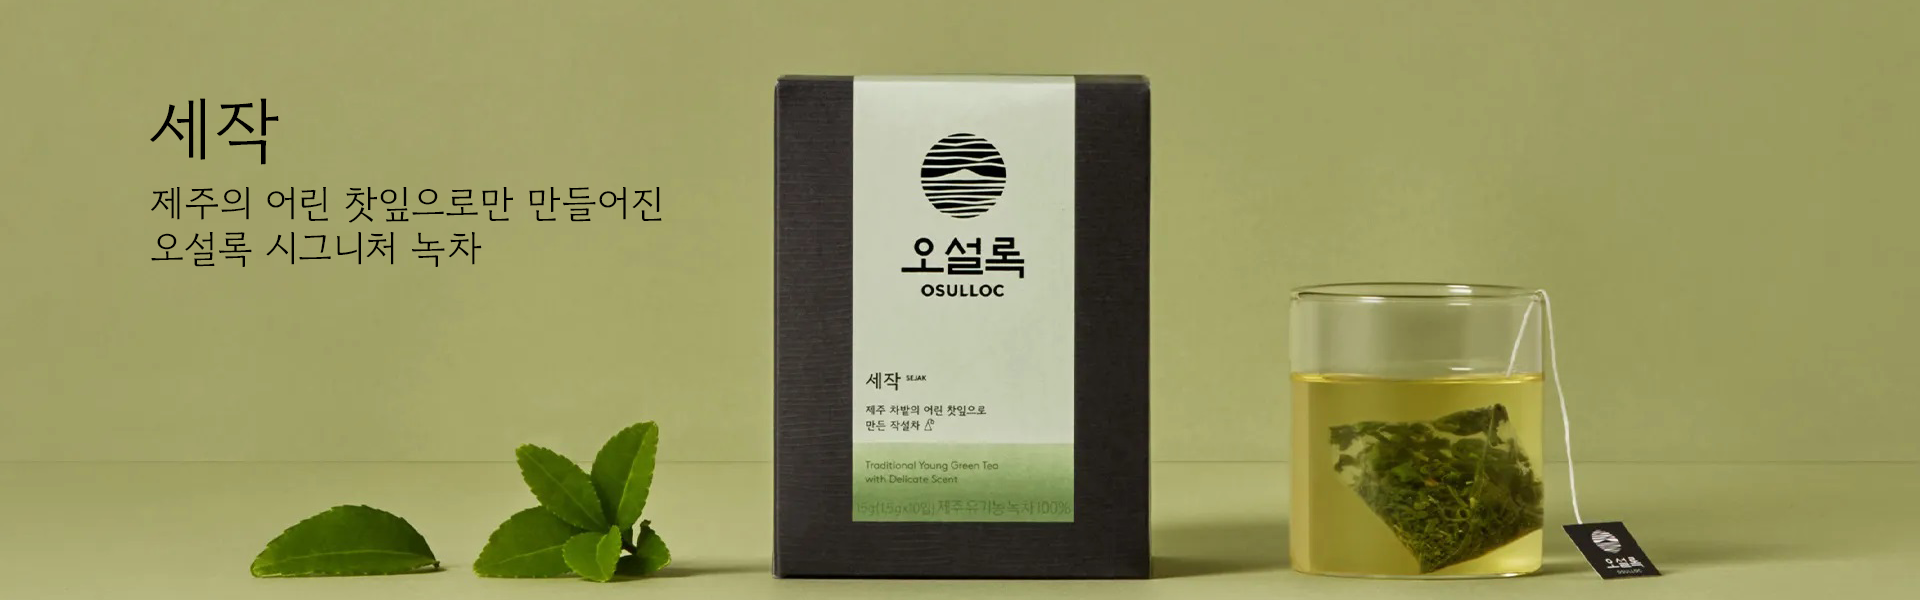 세작
제주의 어린 찻잎으로만 만들어진
오설록 시그니처 녹차
오설록
OSULLOC
세작 SEJAK
제주 차밭의 어린 찻잎으로
만든 작설차
Traditional Young Green Tea
with Delicate Scent
15g(1.5g×10입) 제주 유기농 녹차 100%
오설록
OSULLOC